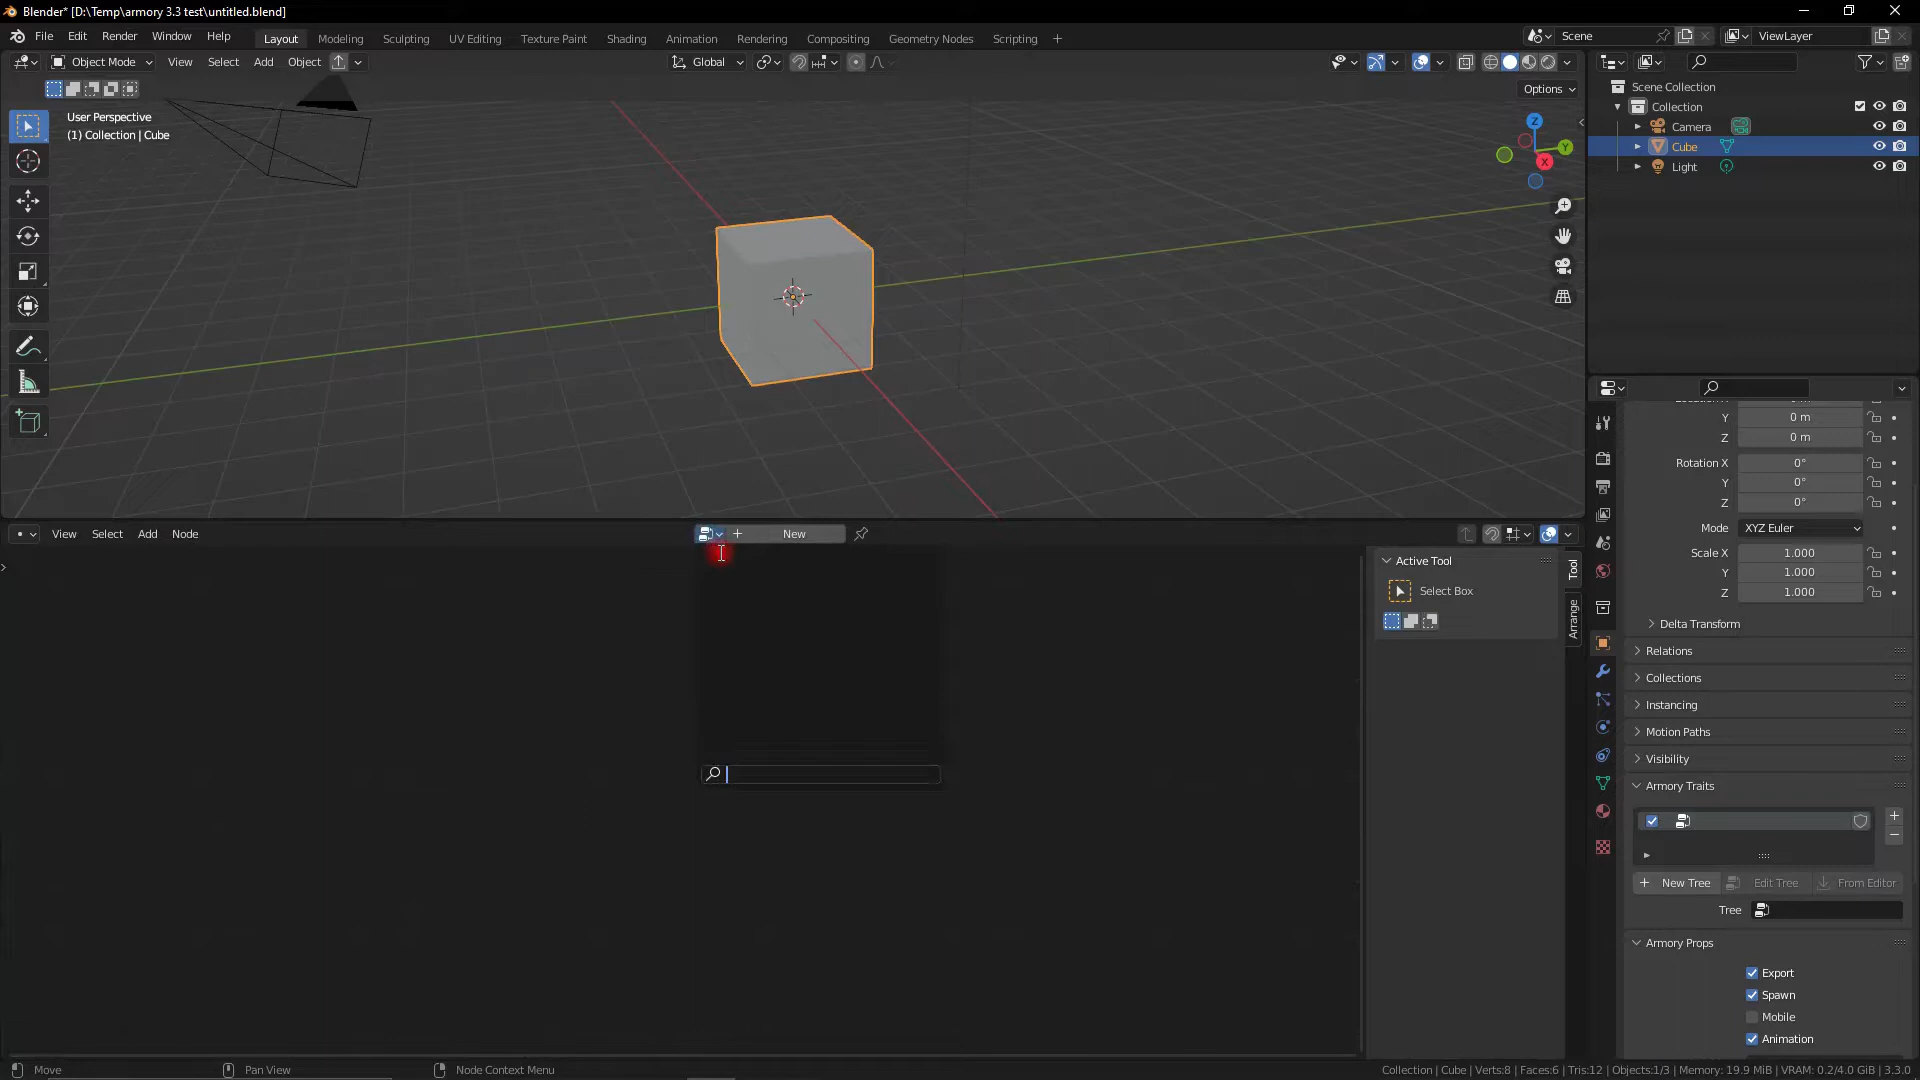 Blender* [D:\Temp\armory 3.3 test\untitled.blend]
File Edit Render Window Help Layout Modeling Sculpting UV Editing Texture Paint Shading Animation Rendering Compositing Geometry Nodes Scripting + Scene ViewLayer
Object Mode View Select Add Object Global
Options
User Perspective
(1) Collection | Cube
Z
Y
X
Scene Collection
Collection
Camera
Cube
Light
Y 0 m
Z 0 m
Rotation X 0°
Y 0°
Z 0°
Mode XYZ Euler
Scale X 1.000
Y 1.000
Z 1.000
Delta Transform
Relations
Collections
Instancing
Motion Paths
Visibility
Armory Traits
+ New Tree Edit Tree From Editor
Tree
Armory Props
Export
Spawn
Mobile
Animation
View Select Add Node + New
Active Tool
Select Box
Tool
Arrange
Move Pan View Node Context Menu Collection | Cube | Verts:8 | Faces:6 | Tris:12 | Objects:1/3 | Memory: 19.9 MiB | VRAM: 0.2/4.0 GiB | 3.3.0